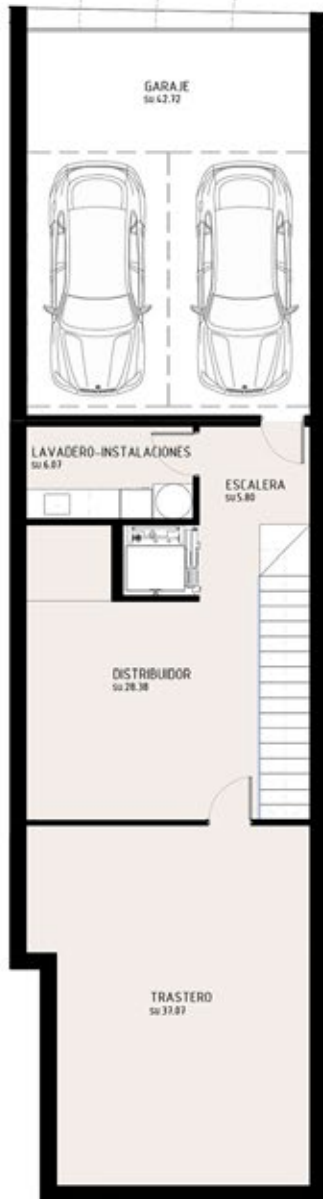 GARAJE
su 42.72
LAVADERO-INSTALACIONES
su 6.07
ESCALERA
su 5.80
DISTRIBUIDOR
su 28.38
TRASTERO
su 37.07